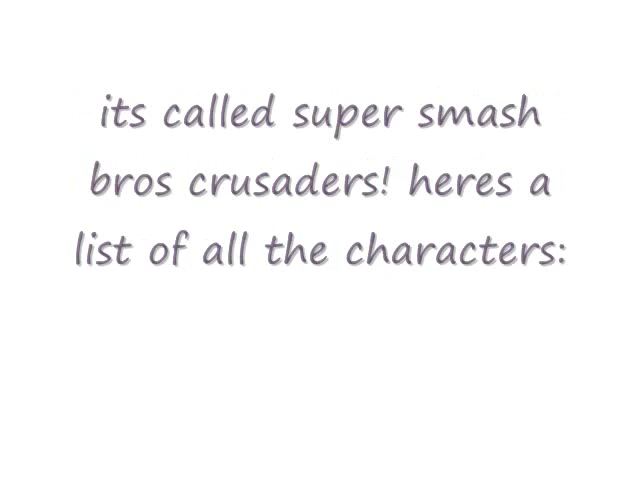 its called super smash
bros crusaders! heres a
list of all the characters: